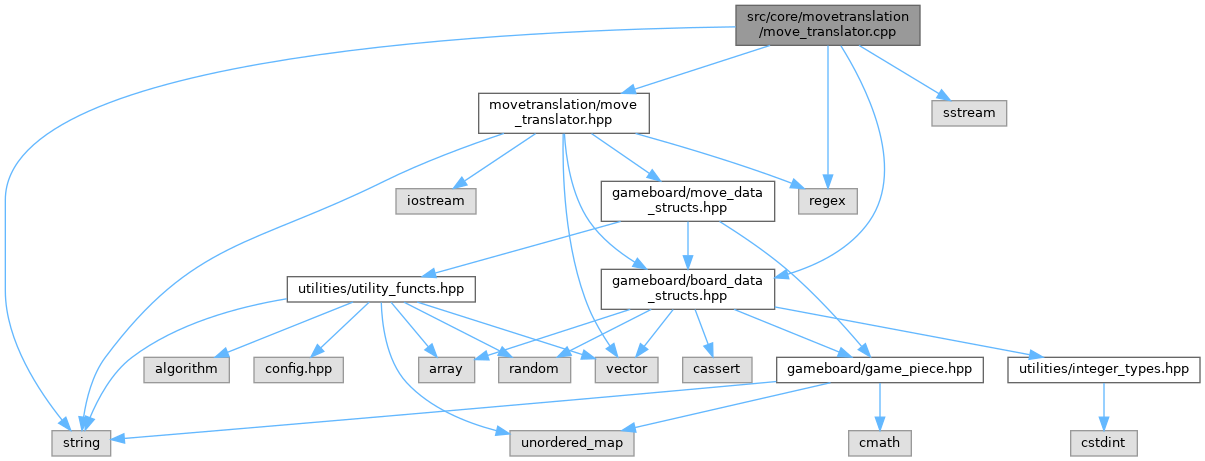 src/core/movetranslation
/move_translator.cpp
movetranslation/move
_translator.hpp
sstream
iostream
gameboard/move_data
_structs.hpp
regex
utilities/utility_functs.hpp
gameboard/board_data
_structs.hpp
algorithm
config.hpp
array
random
vector
cassert
gameboard/game_piece.hpp
utilities/integer_types.hpp
string
unordered_map
cmath
cstdint